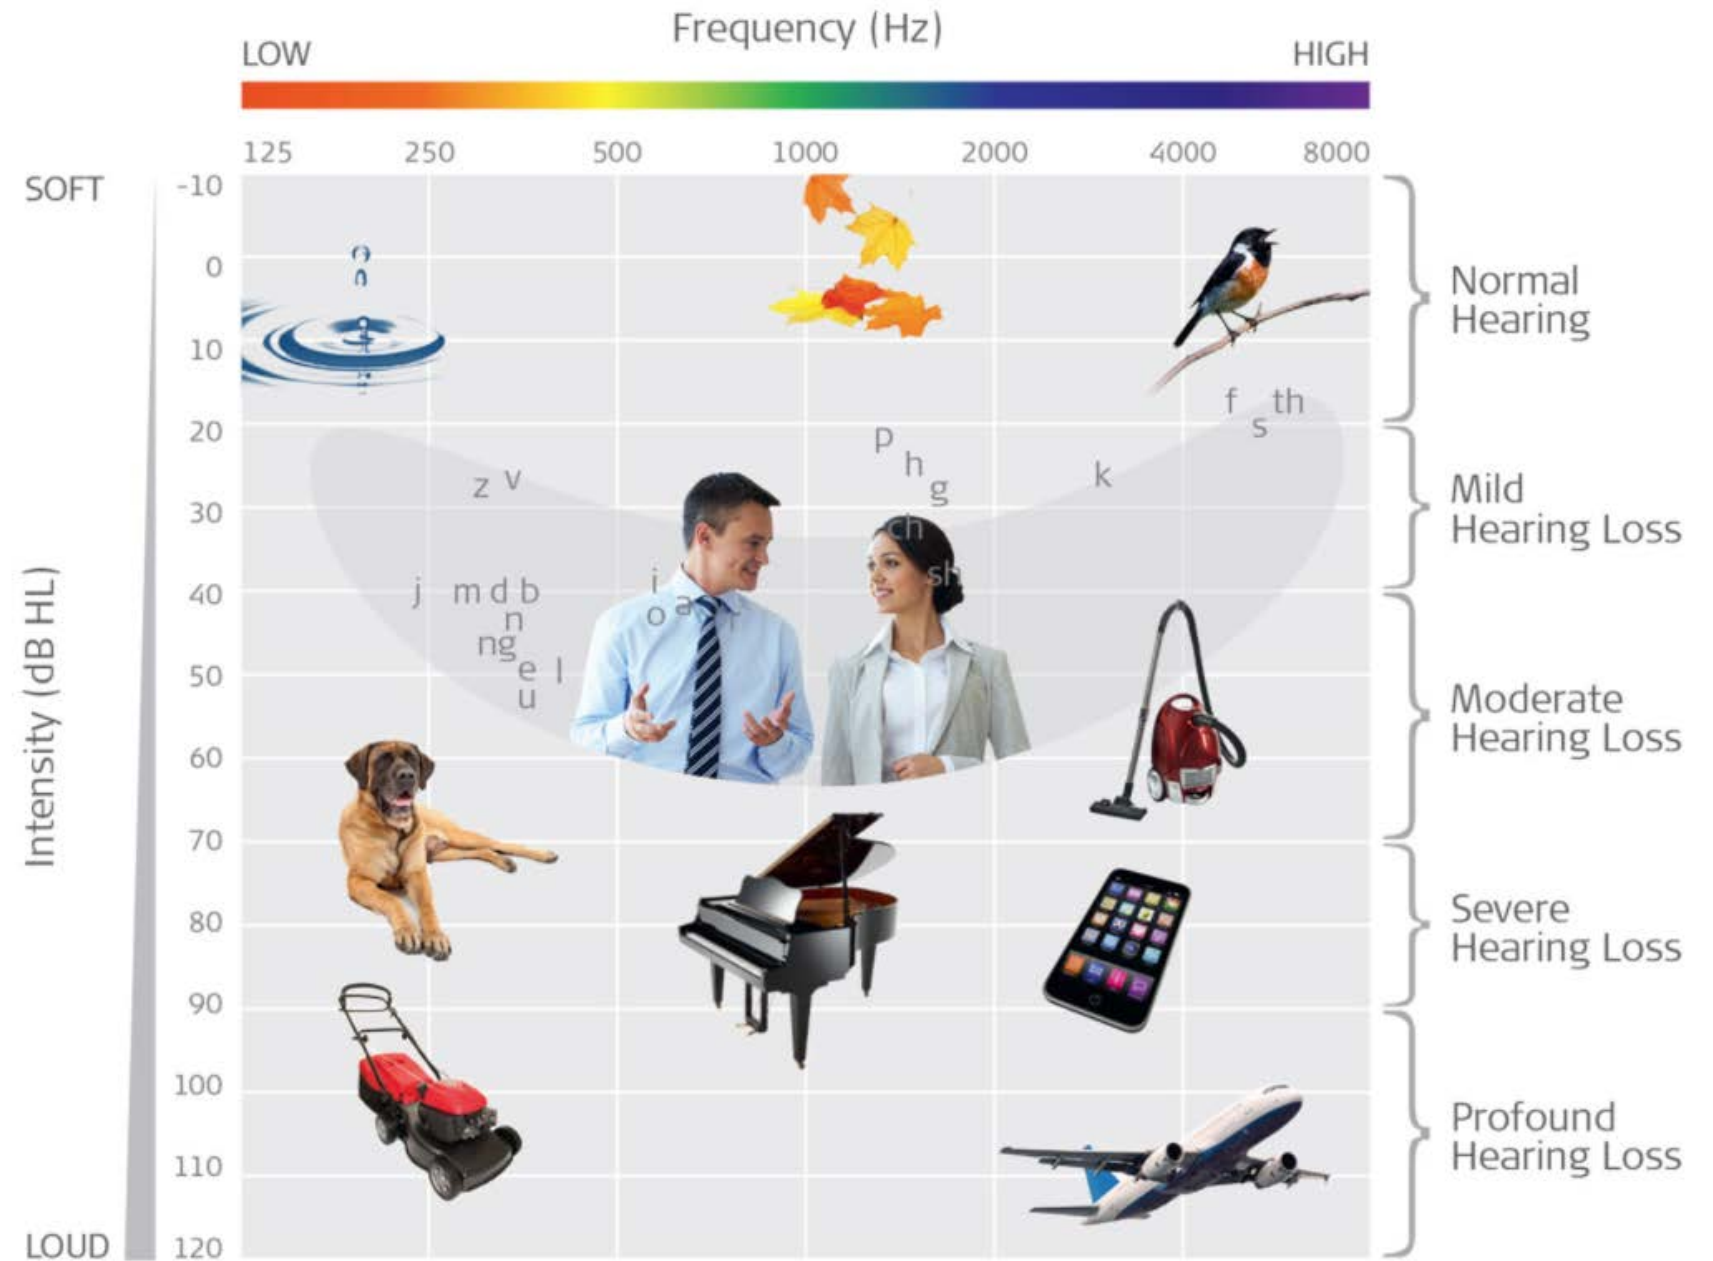 Frequency (Hz)
LOW HIGH
125 250 500 1000 2000 4000 8000
SOFT
-10
0
Normal
Hearing
10
f th
s
20
p
h
k
z v
g
Mild
Hearing Loss
30
ch
sh
i
j m d b
40
a
o
r
n
ng
e l
50
u
Moderate
Hearing Loss
60
Intensity (dB HL)
70
80
Severe
Hearing Loss
90
100
Profound
Hearing Loss
110
LOUD
120